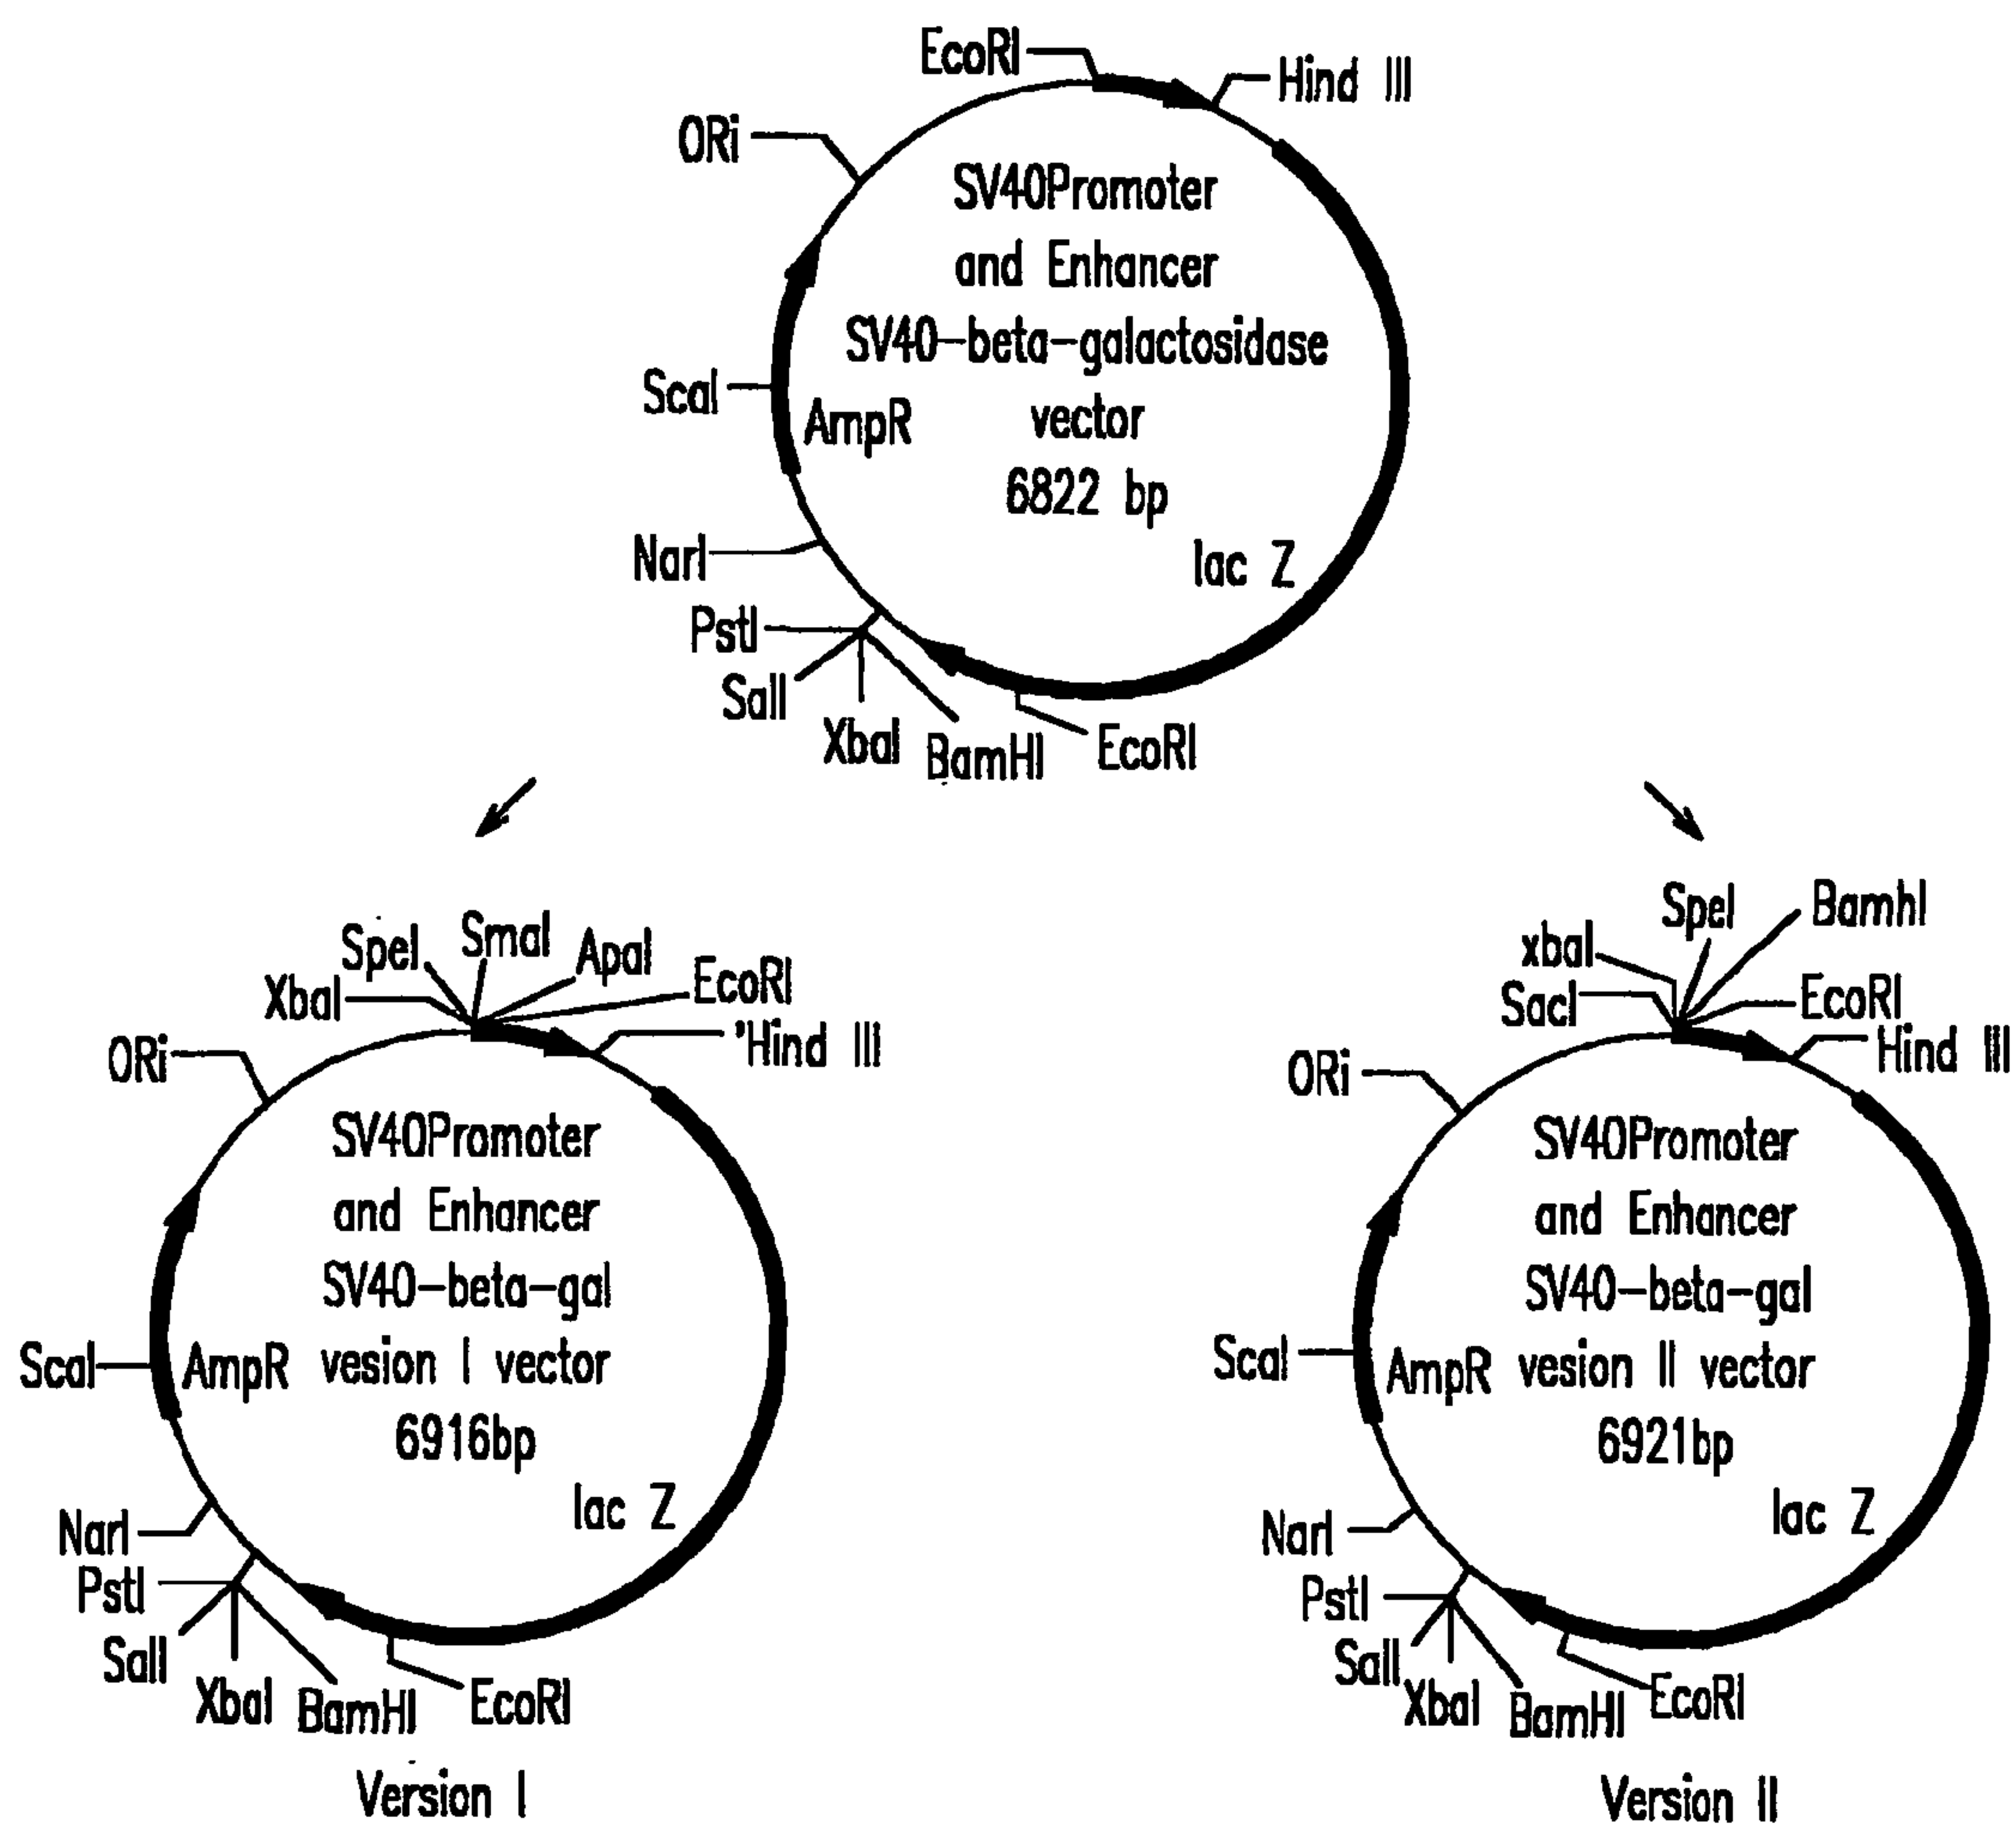 EcoRI
Hind III
ORi
SV40Promoter
and Enhancer
SV40-beta-galactosidase
vector
6822 bp
ScaI
AmpR
lac Z
NarI
PstI
SalI
XbaI
BamHI
EcoRI
XbaI
SpeI
SmaI
ApaI
EcoRI
'Hind III
ORi
SV40Promoter
and Enhancer
SV40-beta-gal
vesion I vector
6916bp
ScaI
AmpR
lac Z
NarI
PstI
SalI
XbaI
BamHI
EcoRI
Version I
SacI
xbaI
SpeI
BamhI
EcoRI
Hind III
ORi
SV40Promoter
and Enhancer
SV40-beta-gal
vesion II vector
6921bp
ScaI
AmpR
lac Z
NarI
PstI
SalI
XbaI
BamHI
EcoRI
Version II